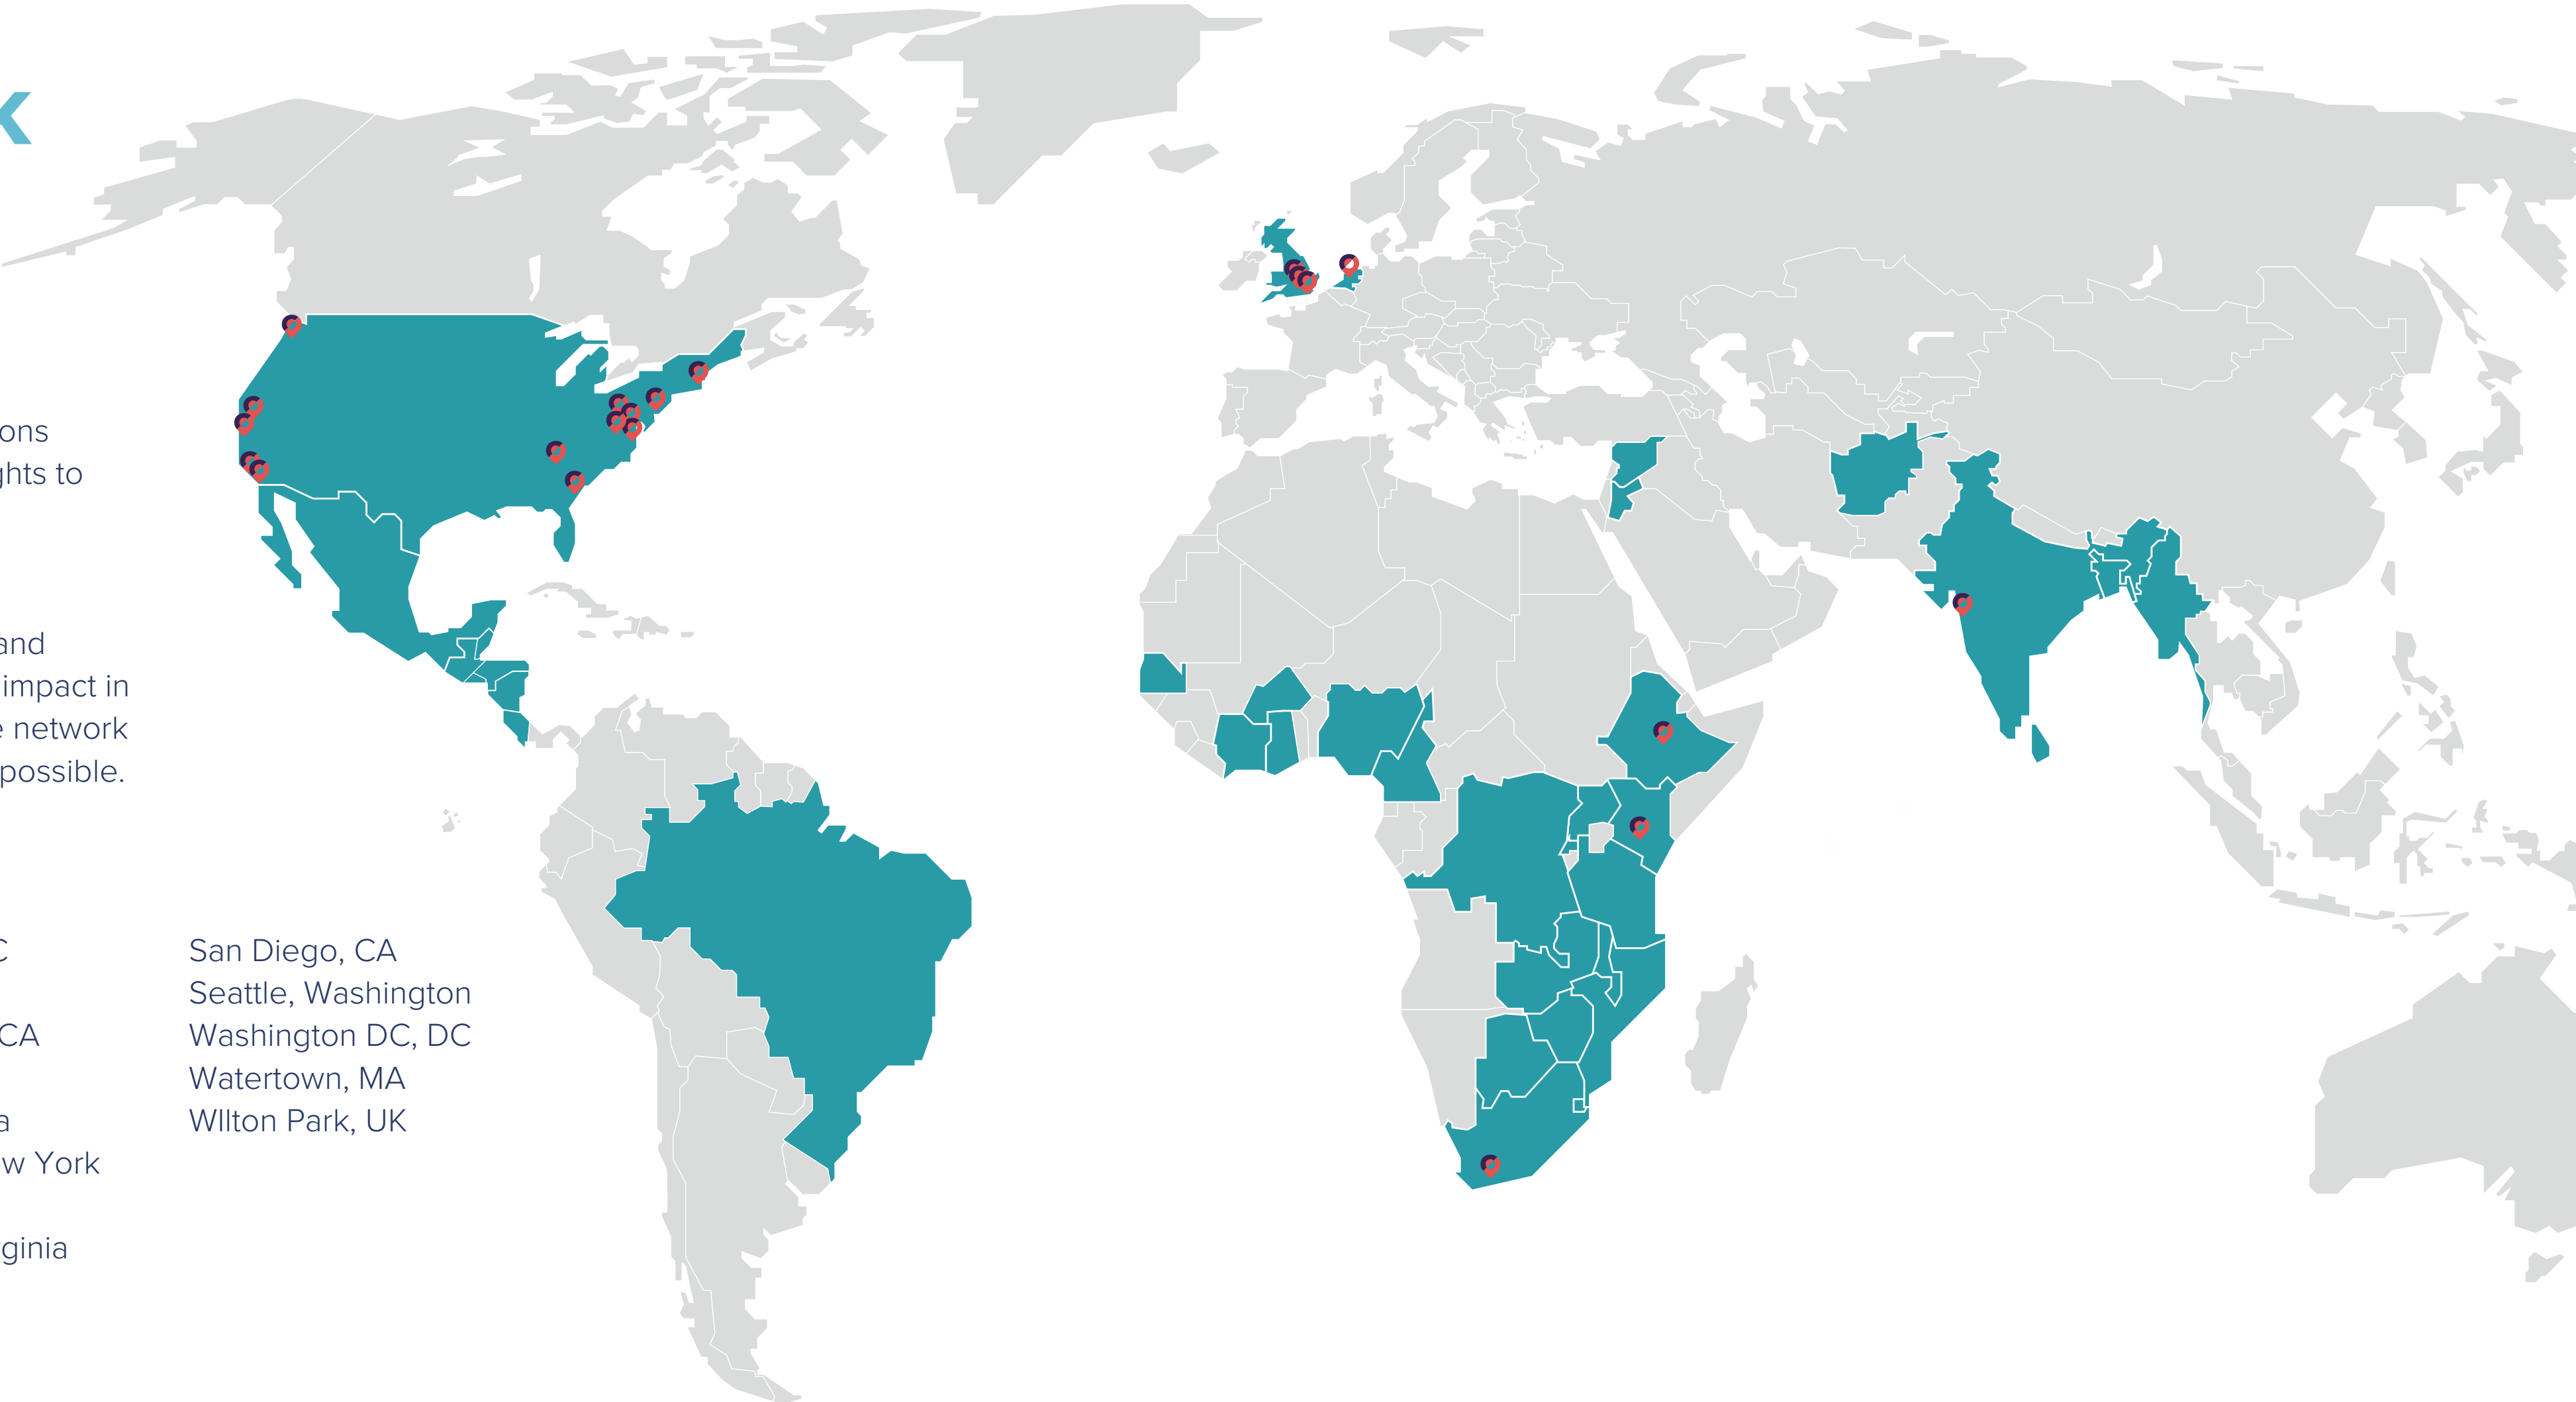 K
ons
ghts to
and
impact in
e network
possible.
C
CA
a
w York
ginia
San Diego, CA
Seattle, Washington
Washington DC, DC
Watertown, MA
WIlton Park, UK